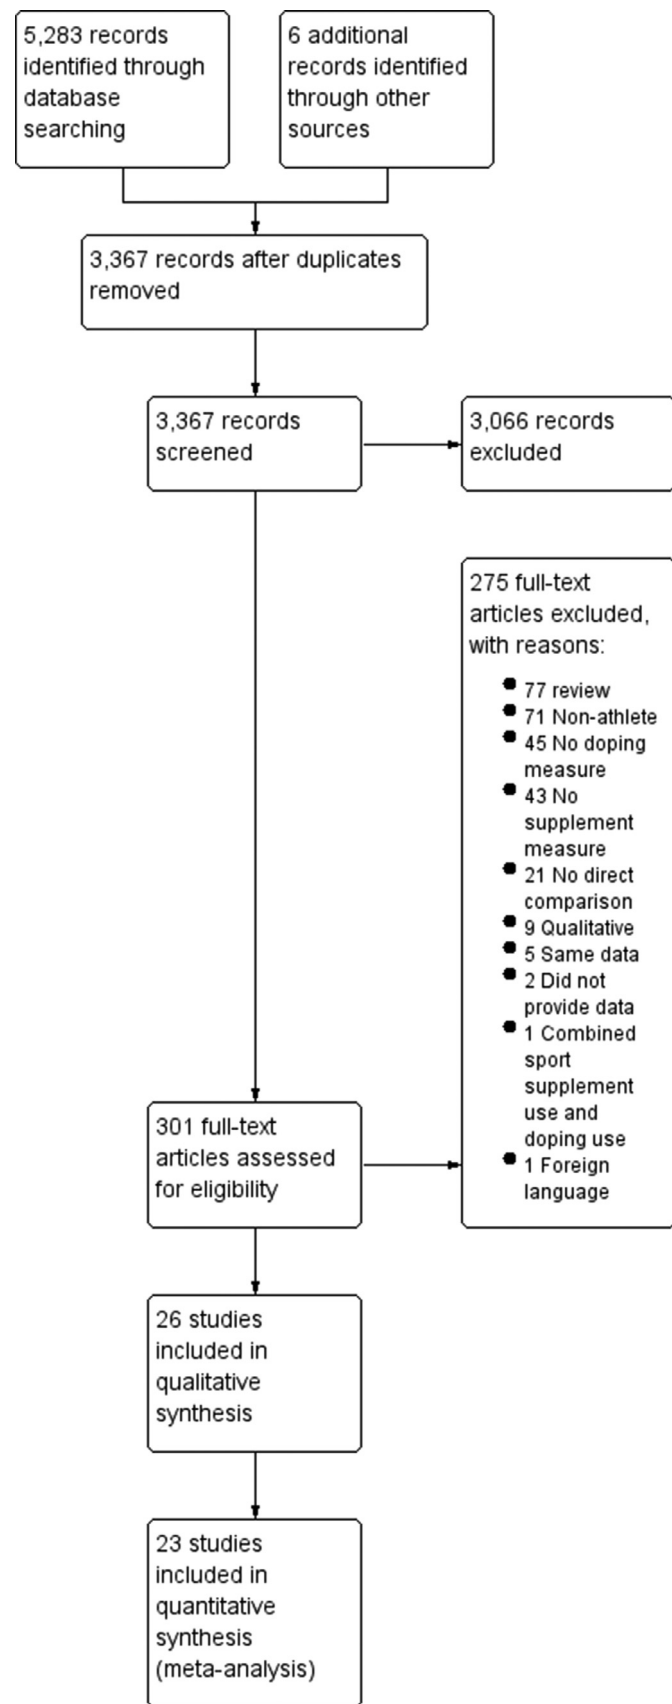 5,283 records
identified through
database
searching
6 additional
records identified
through other
sources
3,367 records after duplicates
removed
3,367 records
screened
3,066 records
excluded
275 full-text
articles excluded,
with reasons:
77 review
71 Non-athlete
45 No doping
measure
43 No
supplement
measure
21 No direct
comparison
9 Qualitative
5 Same data
2 Did not
provide data
1 Combined
sport
supplement
use and
doping use
1 Foreign
language
301 full-text
articles assessed
for eligibility
26 studies
included in
qualitative
synthesis
23 studies
included in
quantitative
synthesis
(meta-analysis)